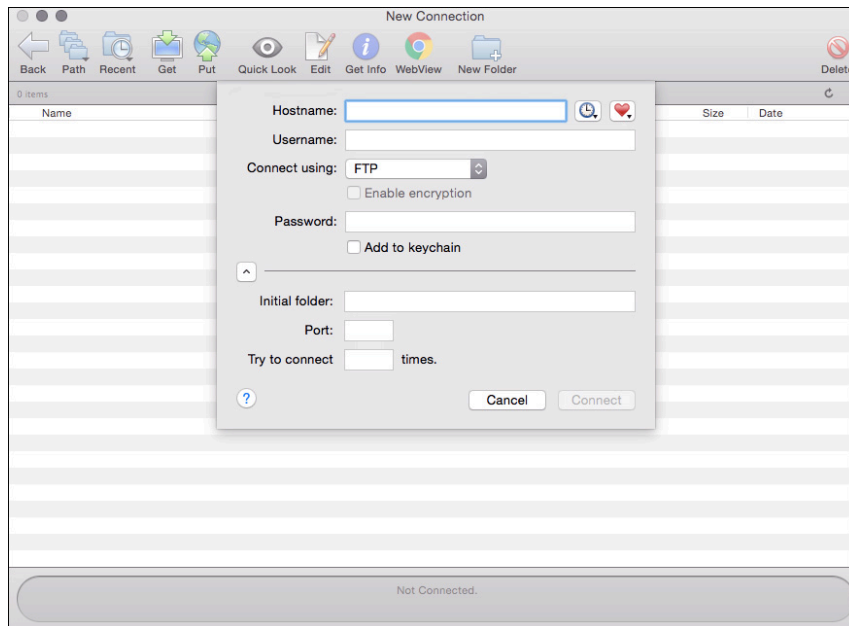 New Connection
Back Path Recent Get Put Quick Look Edit Get Info WebView New Folder Delete
0 items
Name Size Date
Hostname:
Username:
Connect using: FTP
Enable encryption
Password:
Add to keychain
Initial folder:
Port:
Try to connect times.
? Cancel Connect
Not Connected.